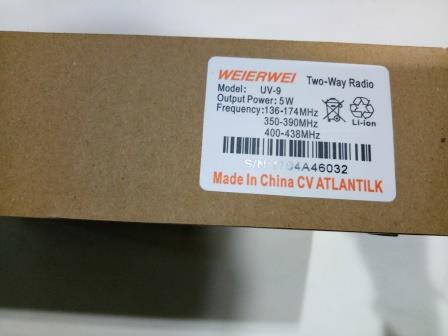 WEIERWEI Two-Way Radio
Model: UV-9
Output Power: 5W
Frequency:136-174MHz
350-390MHz
400-438MHz
Li-ion
S/N:
Made In China CV ATLANTILK